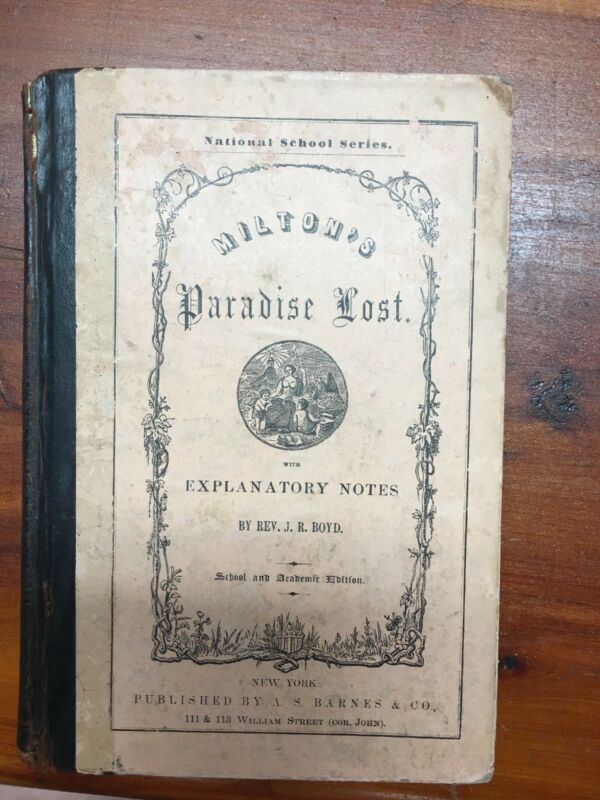 National School Series.
MILTON'S
Paradise Lost.
WITH
EXPLANATORY NOTES
BY REV. J. R. BOYD.
School and Academic Edition.
NEW YORK
PUBLISHED BY A. S. BARNES & CO.,
111 & 113 WILLIAM STREET (COR. JOHN).